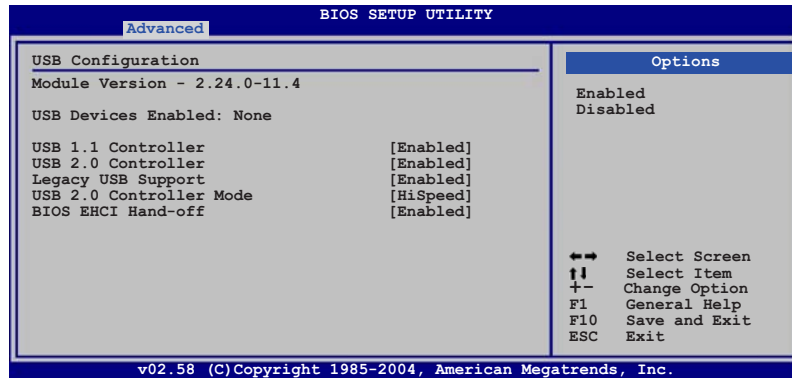 BIOS SETUP UTILITY
Advanced
USB Configuration
Module Version - 2.24.0-11.4
USB Devices Enabled: None
USB 1.1 Controller [Enabled]
USB 2.0 Controller [Enabled]
Legacy USB Support [Enabled]
USB 2.0 Controller Mode [HiSpeed]
BIOS EHCI Hand-off [Enabled]
Options
Enabled
Disabled
Select Screen
Select Item
+- Change Option
F1 General Help
F10 Save and Exit
ESC Exit
v02.58 (C)Copyright 1985-2004, American Megatrends, Inc.